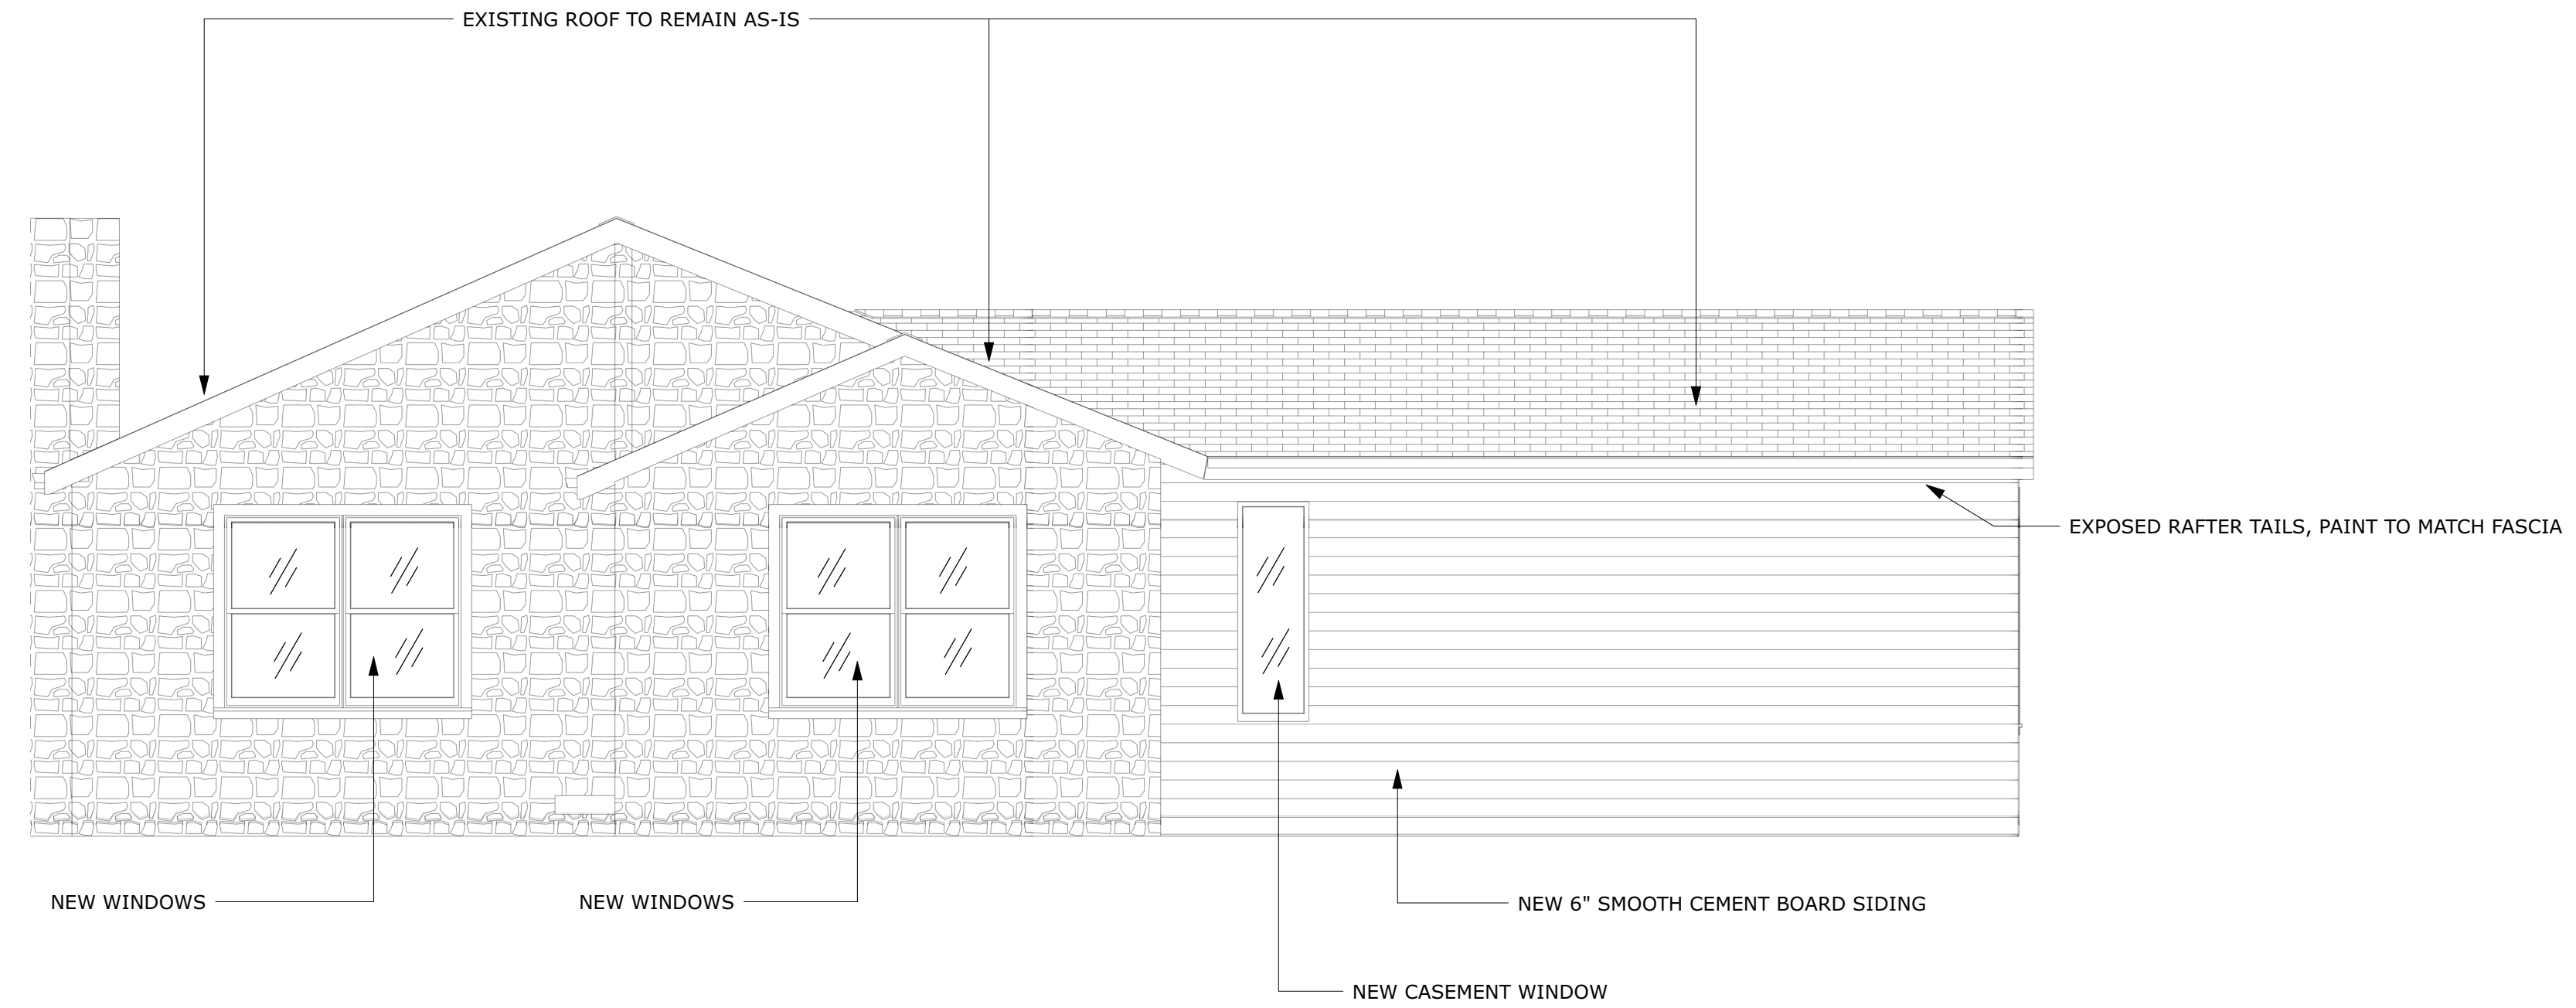 EXISTING ROOF TO REMAIN AS-IS
EXPOSED RAFTER TAILS, PAINT TO MATCH FASCIA
NEW WINDOWS
NEW WINDOWS
NEW 6" SMOOTH CEMENT BOARD SIDING
NEW CASEMENT WINDOW